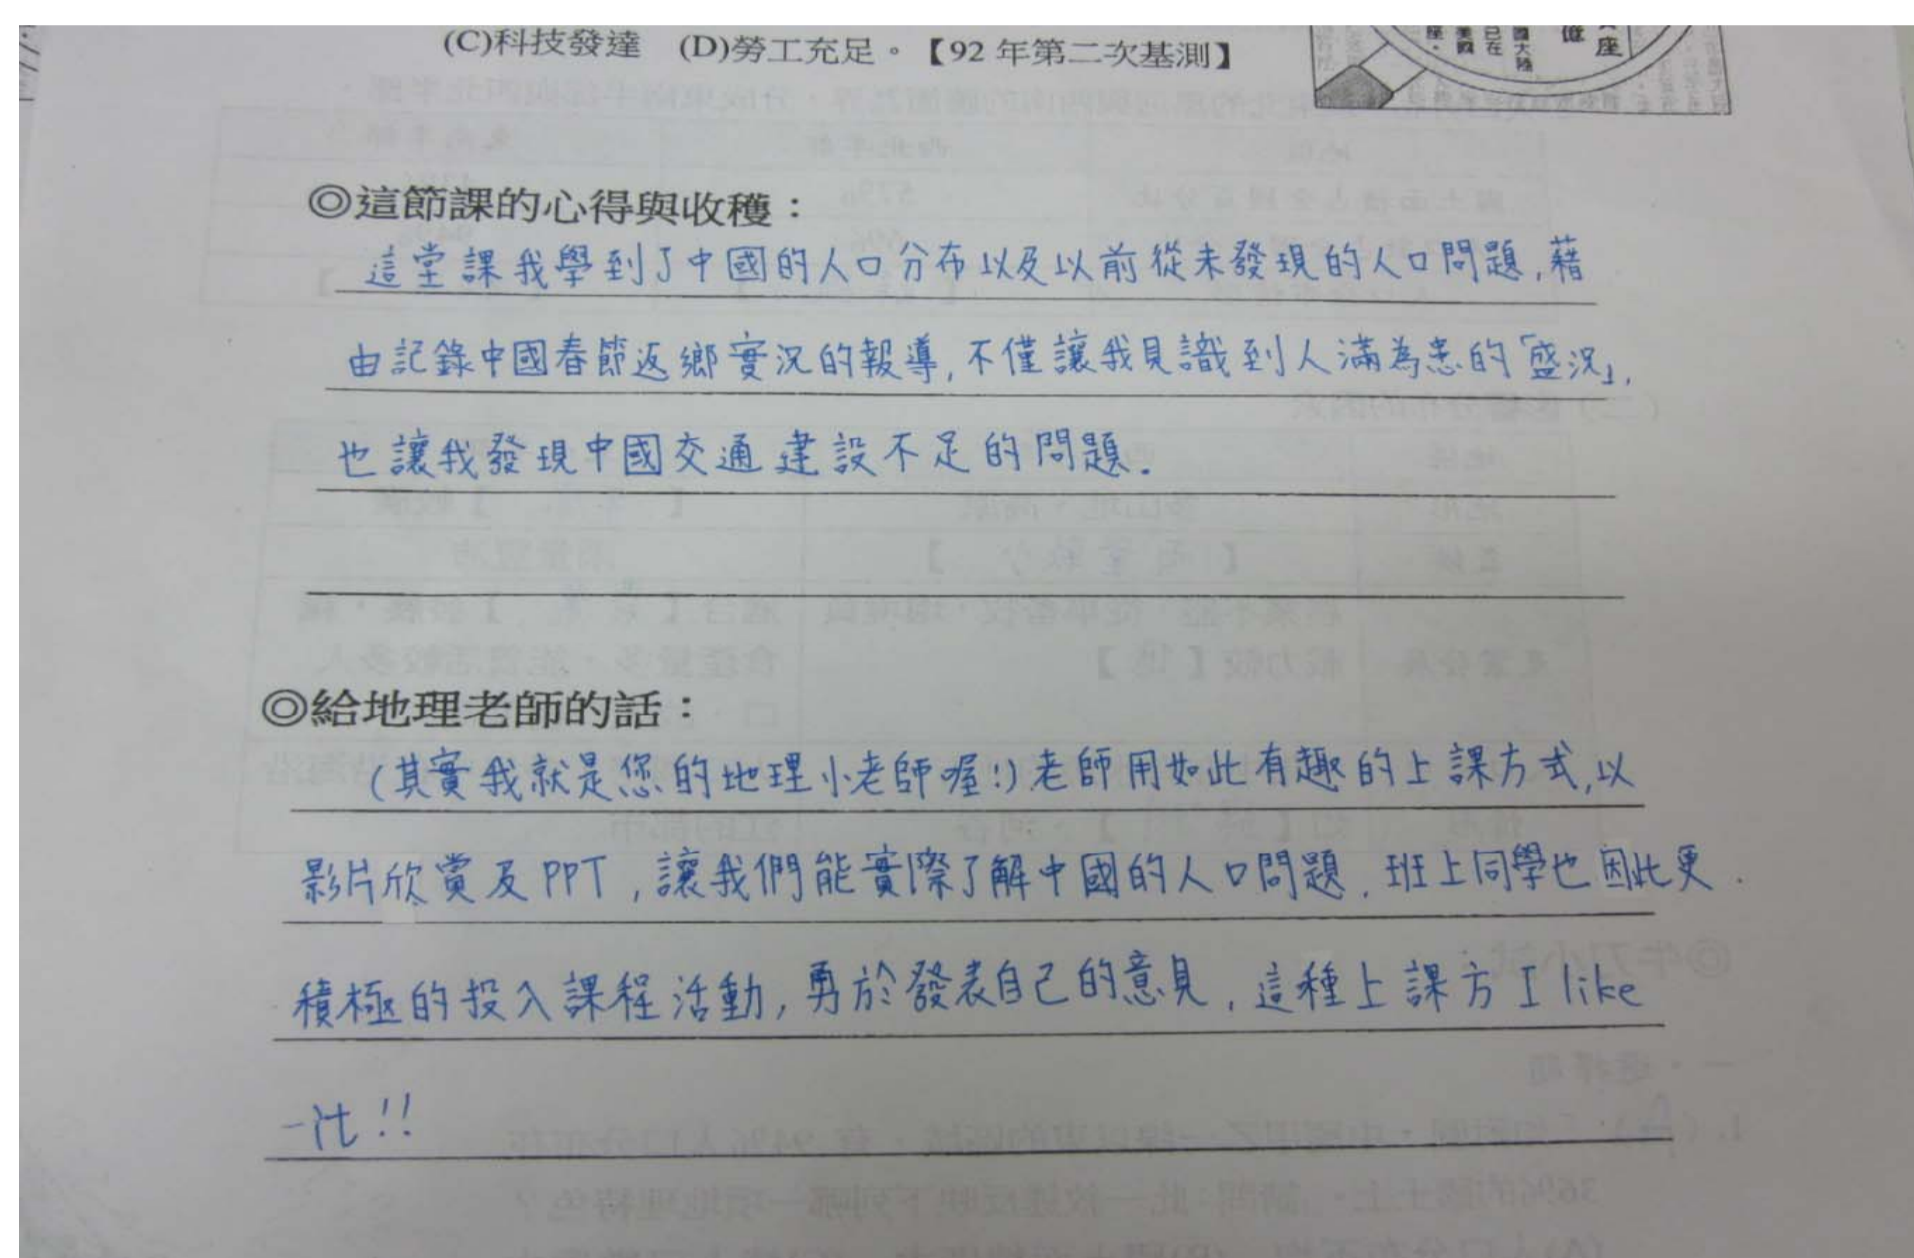 (C)科技發達 (D)勞工充足。【92 年第二次基測】
座
◎這節課的心得與收穫：
這堂課我學到了中國的人口分布以及以前從未發現的人口問題,藉
由記錄中國春節返鄉實況的報導,不僅讓我見識到人滿為患的「盛況」,
也讓我發現中國交通建設不足的問題.
◎給地理老師的話：
(其實我就是您的地理小老師喔!)老師用如此有趣的上課方式,以
影片欣賞及PPT,讓我們能實際了解中國的人口問題,班上同學也因此更
積極的投入課程活動,勇於發表自己的意見,這種上課方 I like
it!!